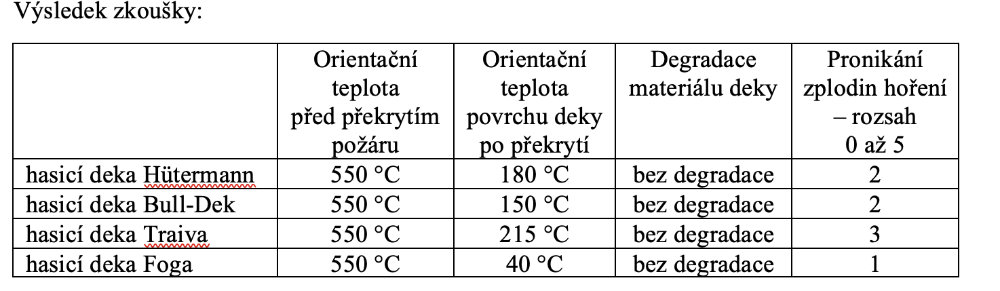 Výsledek zkoušky:
Orientační teplota před překrytím požáru
Orientační teplota povrchu deky po překrytí
Degradace materiálu deky
Pronikání zplodin hoření – rozsah 0 až 5
hasicí deka Hütermann 550 °C 180 °C bez degradace 2
hasicí deka Bull-Dek 550 °C 150 °C bez degradace 2
hasicí deka Traiva 550 °C 215 °C bez degradace 3
hasicí deka Foga 550 °C 40 °C bez degradace 1